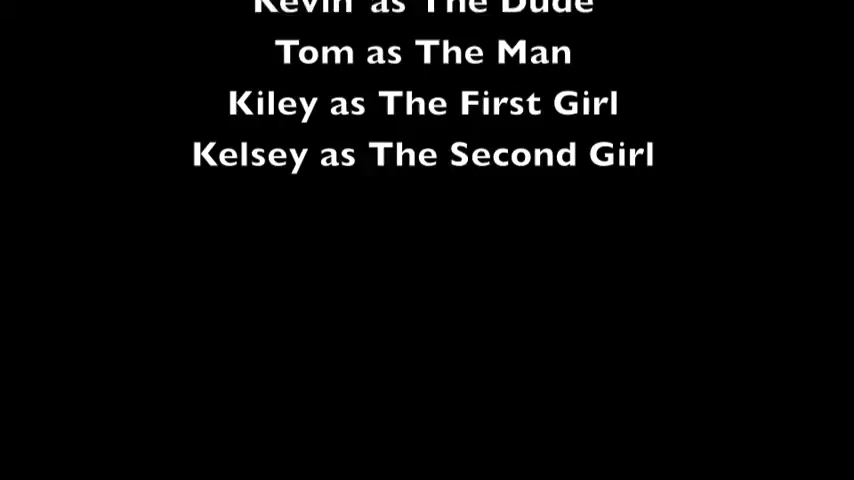 Kevin as The Dude
Tom as The Man
Kiley as The First Girl
Kelsey as The Second Girl